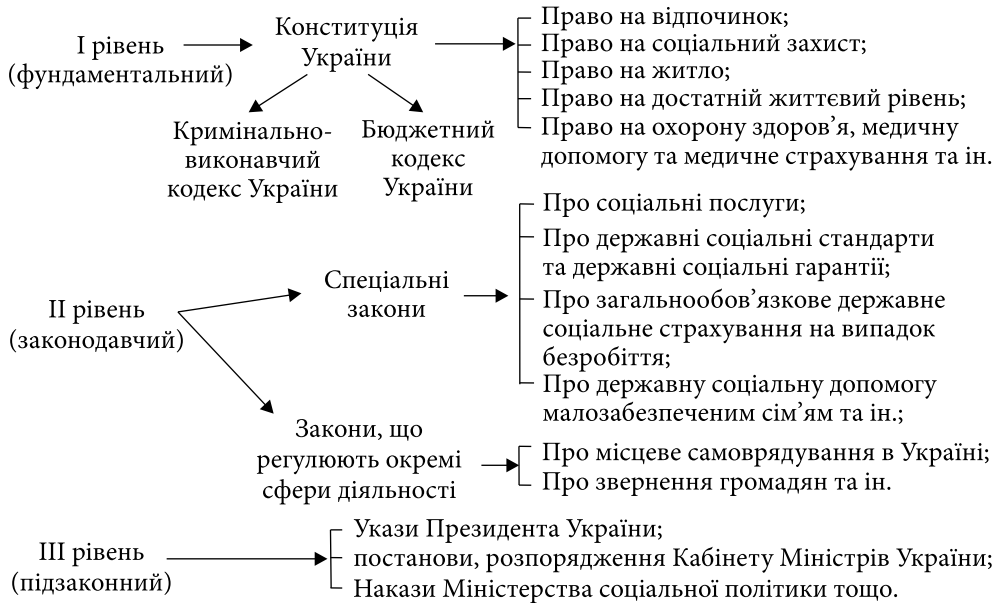 І рівень
(фундаментальний)
Конституція
України
Право на відпочинок;
Право на соціальний захист;
Право на житло;
Право на достатній життєвий рівень;
Право на охорону здоров’я, медичну
допомогу та медичне страхування та ін.
Кримінально-
виконавчий
кодекс України
Бюджетний
кодекс
України
ІІ рівень
(законодавчий)
Спеціальні
закони
Про соціальні послуги;
Про державні соціальні стандарти
та державні соціальні гарантії;
Про загальнообов’язкове державне
соціальне страхування на випадок
безробіття;
Про державну соціальну допомогу
малозабезпеченим сім’ям та ін.;
Закони, що
регулюють окремі
сфери діяльності
Про місцеве самоврядування в Україні;
Про звернення громадян та ін.
ІІІ рівень
(підзаконний)
Укази Президента України;
постанови, розпорядження Кабінету Міністрів України;
Накази Міністерства соціальної політики тощо.